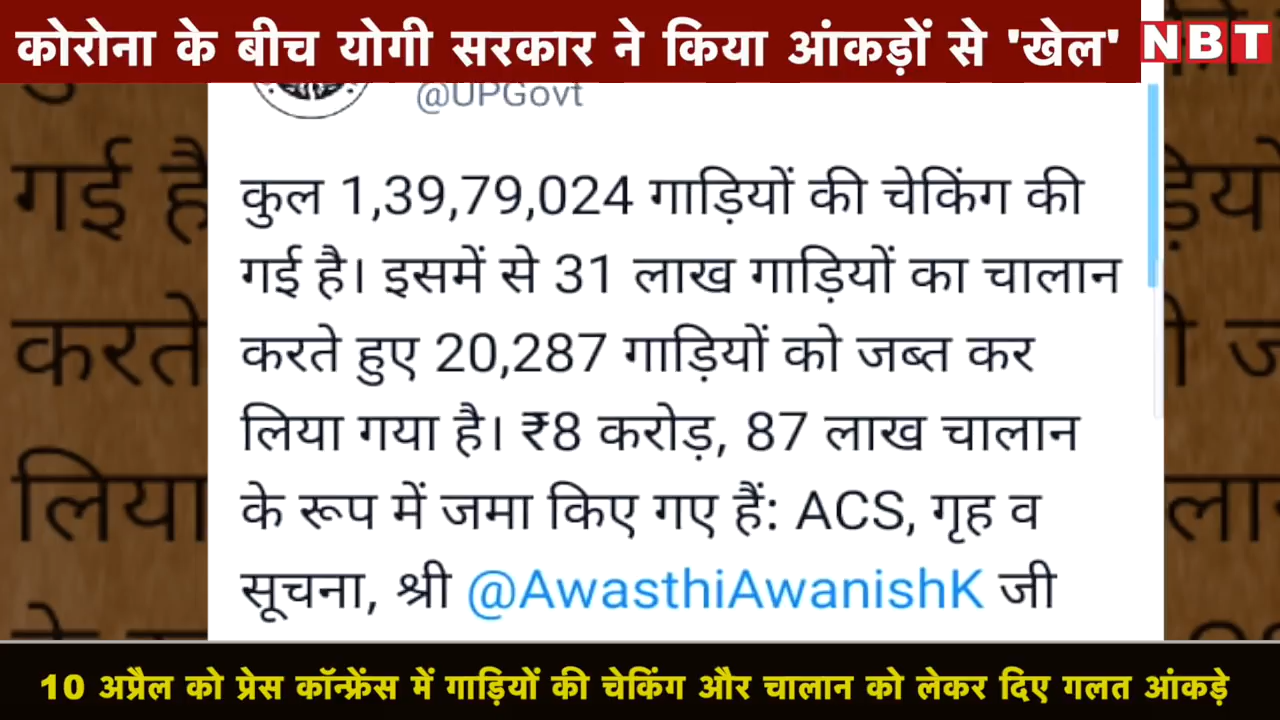 कोरोना के बीच योगी सरकार ने किया आंकड़ों से 'खेल'
NBT
@UPGovt
कुल 1,39,79,024 गाड़ियों की चेकिंग की
गई है। इसमें से 31 लाख गाड़ियों का चालान
करते हुए 20,287 गाड़ियों को जब्त कर
लिया गया है। ₹8 करोड़, 87 लाख चालान
के रूप में जमा किए गए हैं: ACS, गृह व
सूचना, श्री @AwasthiAwanishK जी
10 अप्रैल को प्रेस कॉन्फ्रेंस में गाड़ियों की चेकिंग और चालान को लेकर दिए गलत आंकड़े